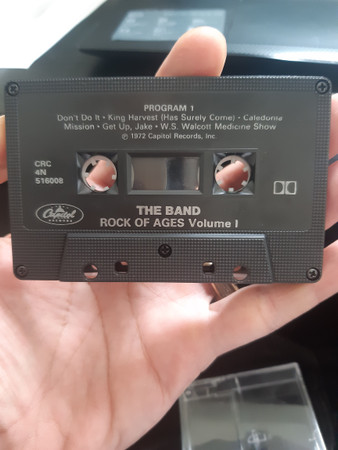 PROGRAM 1
Don't Do It • King Harvest (Has Surely Come) • Caledonia
Mission • Get Up, Jake • W.S. Walcott Medicine Show
℗ 1972 Capitol Records, Inc
CRC
4N
516008
Capitol
RECORDS
THE BAND
ROCK OF AGES Volume I